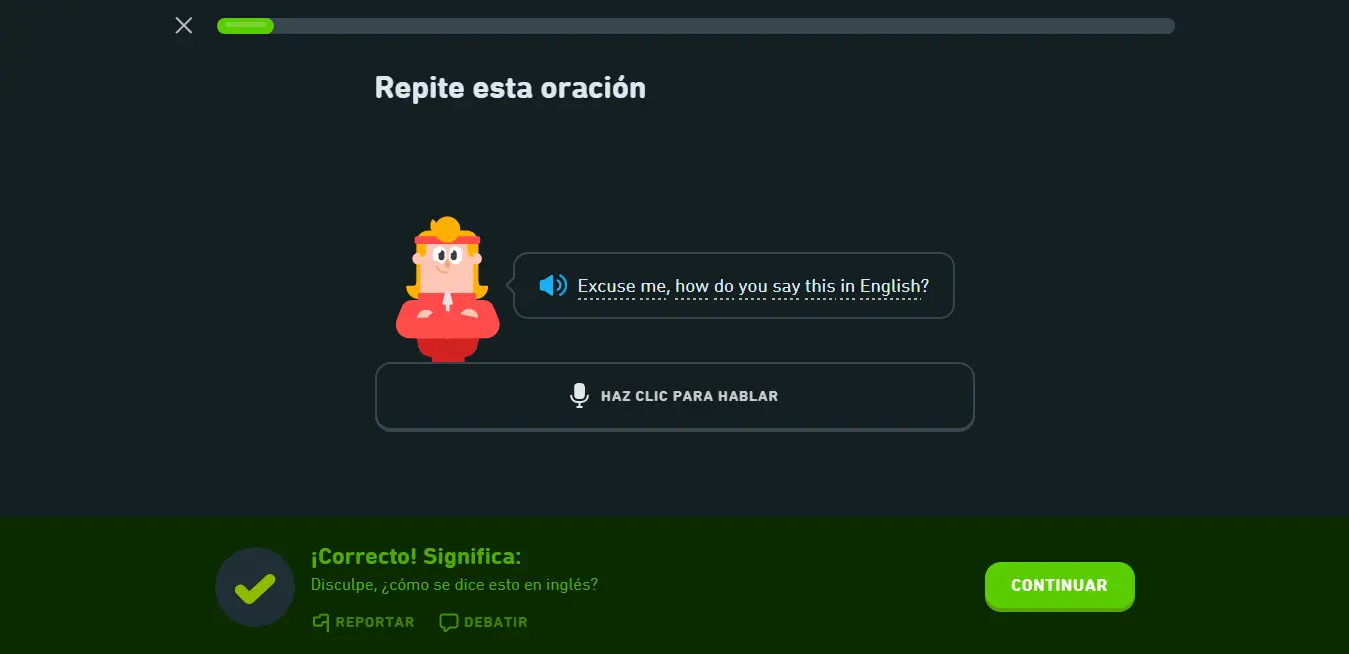 Repite esta oración
Excuse me, how do you say this in English?
HAZ CLIC PARA HABLAR
¡Correcto! Significa:
Disculpe, ¿cómo se dice esto en inglés?
REPORTAR
DEBATIR
CONTINUAR